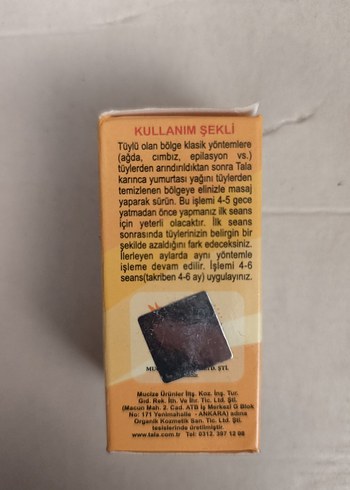 KULLANIM ŞEKLİ
Tüylü olan bölge klasik yöntemlere
(ağda, cımbız, epilasyon vs.)
tüylerden arındırıldıktan sonra Tala
karınca yumurtası yağını tüylerden
temizlenen bölgeye elinizle masaj
yaparak sürün. Bu işlemi 4-5 gece
yatmadan önce yapmanız ilk seans
için yeterli olacaktır. İlk seans
sonrasında tüylerinizin belirgin bir
şekilde azaldığını fark edeceksiniz.
İlerleyen aylarda aynı yöntemle
işleme devam edilir. İşlemi 4-6
seans(takriben 4-6 ay) uygulayınız.
TD. ŞTİ.
Ürünler İtg. Koz. İnş. Tur.
Gıd. Rek. İth. Ve İhr. Tic. Ltd. Şti.
(Macun Mah. 2. Cad. ATB İş Merkezi G Blok
No: 171 Yenimahalle - ANKARA) adına
Organik Kozmetik San. Tic. Ltd. Şti.
tesislerinde üretilmiştir.
www.tala.com.tr Tel: 0312. 397 12 98